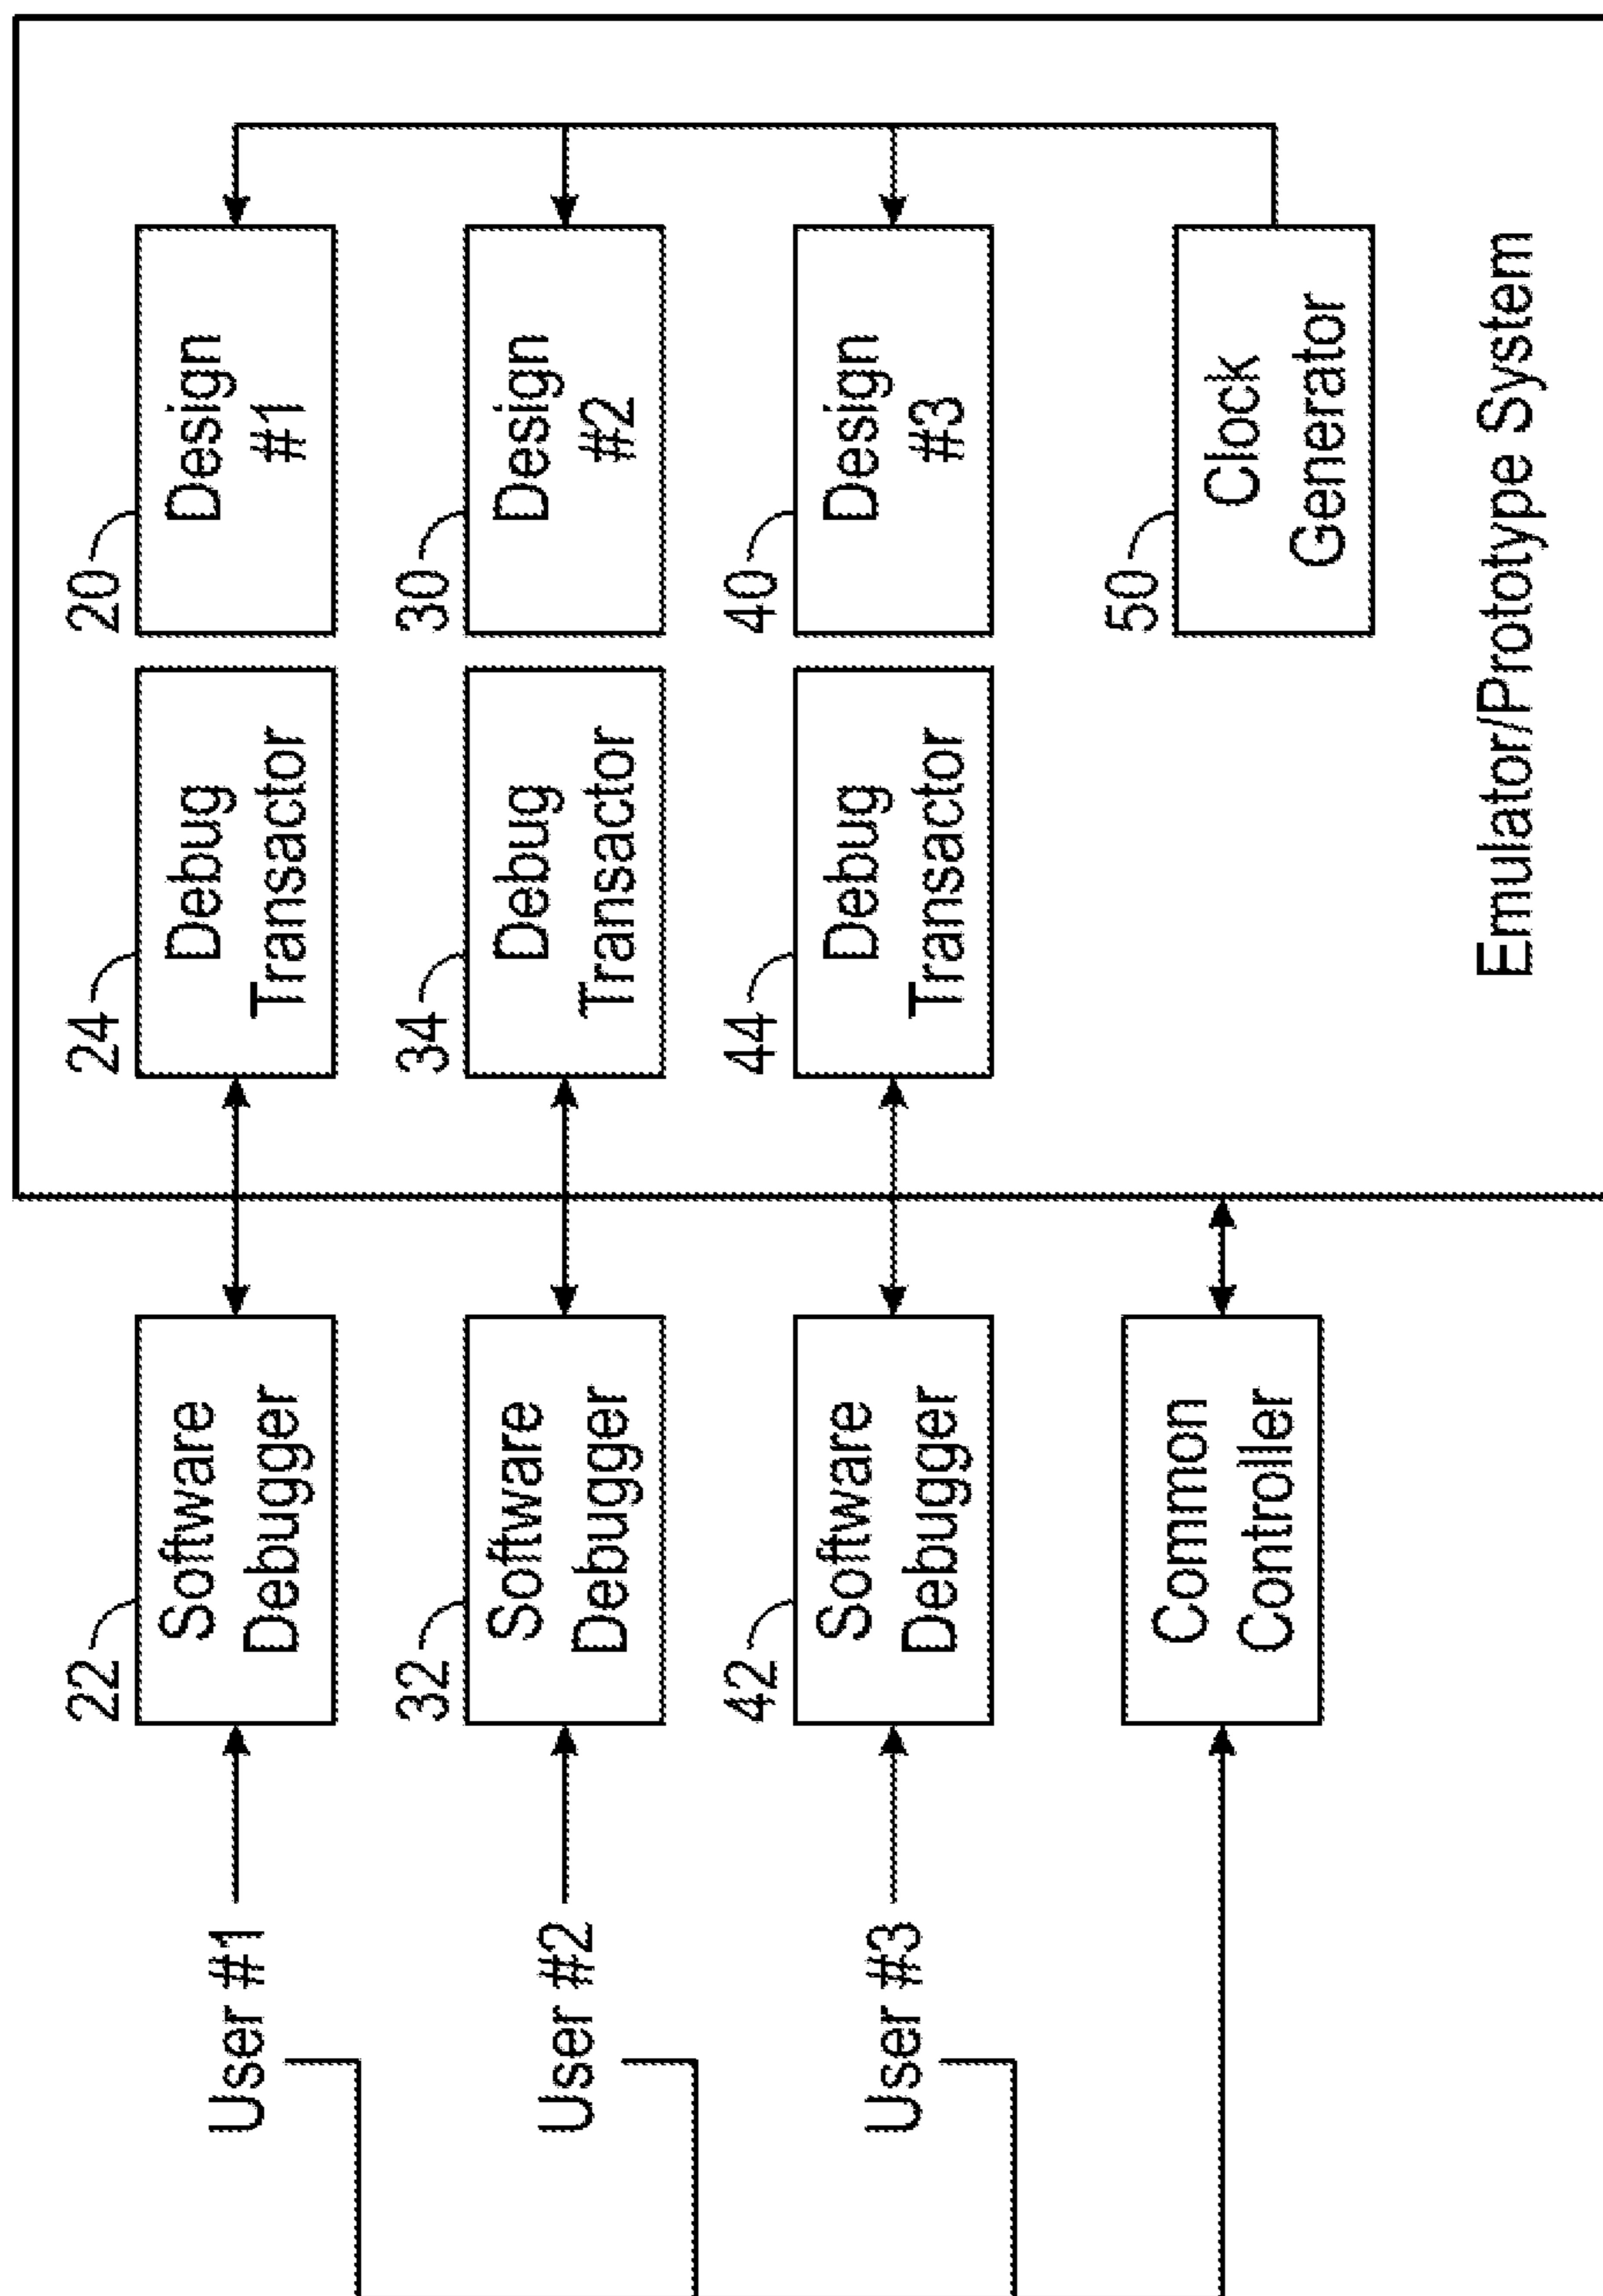 User #1
22
Software
Debugger
24
Debug
Transactor
20
Design
#1
User #2
32
Software
Debugger
34
Debug
Transactor
30
Design
#2
User #3
42
Software
Debugger
44
Debug
Transactor
40
Design
#3
Common
Controller
50
Clock
Generator
Emulator/Prototype System